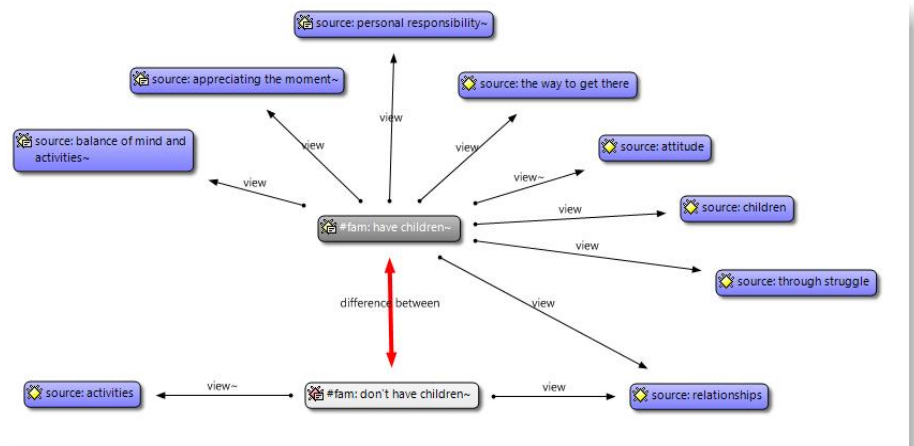 source: personal responsibility~
source: appreciating the moment~
source: the way to get there
view
source: balance of mind and
activities~
view
view
source: attitude
view
view~
source: children
view
#fam: have children~
view
source: through struggle
difference between
view
source: activities
view~
#fam: don't have children~
view
source: relationships